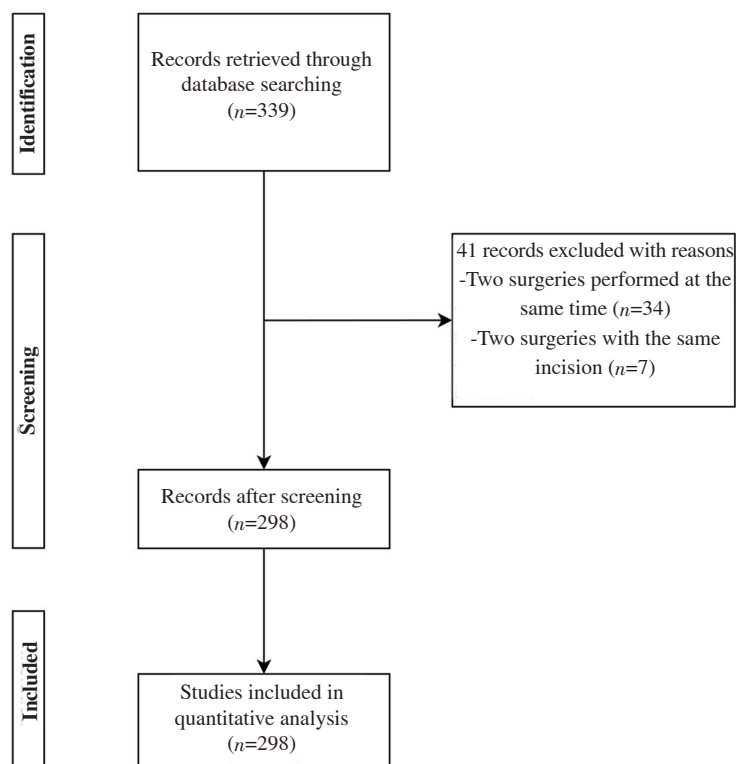 Identification
Records retrieved through
database searching
(n=339)
Screening
41 records excluded with reasons
-Two surgeries performed at the
same time (n=34)
-Two surgeries with the same
incision (n=7)
Records after screening
(n=298)
Included
Studies included in
quantitative analysis
(n=298)